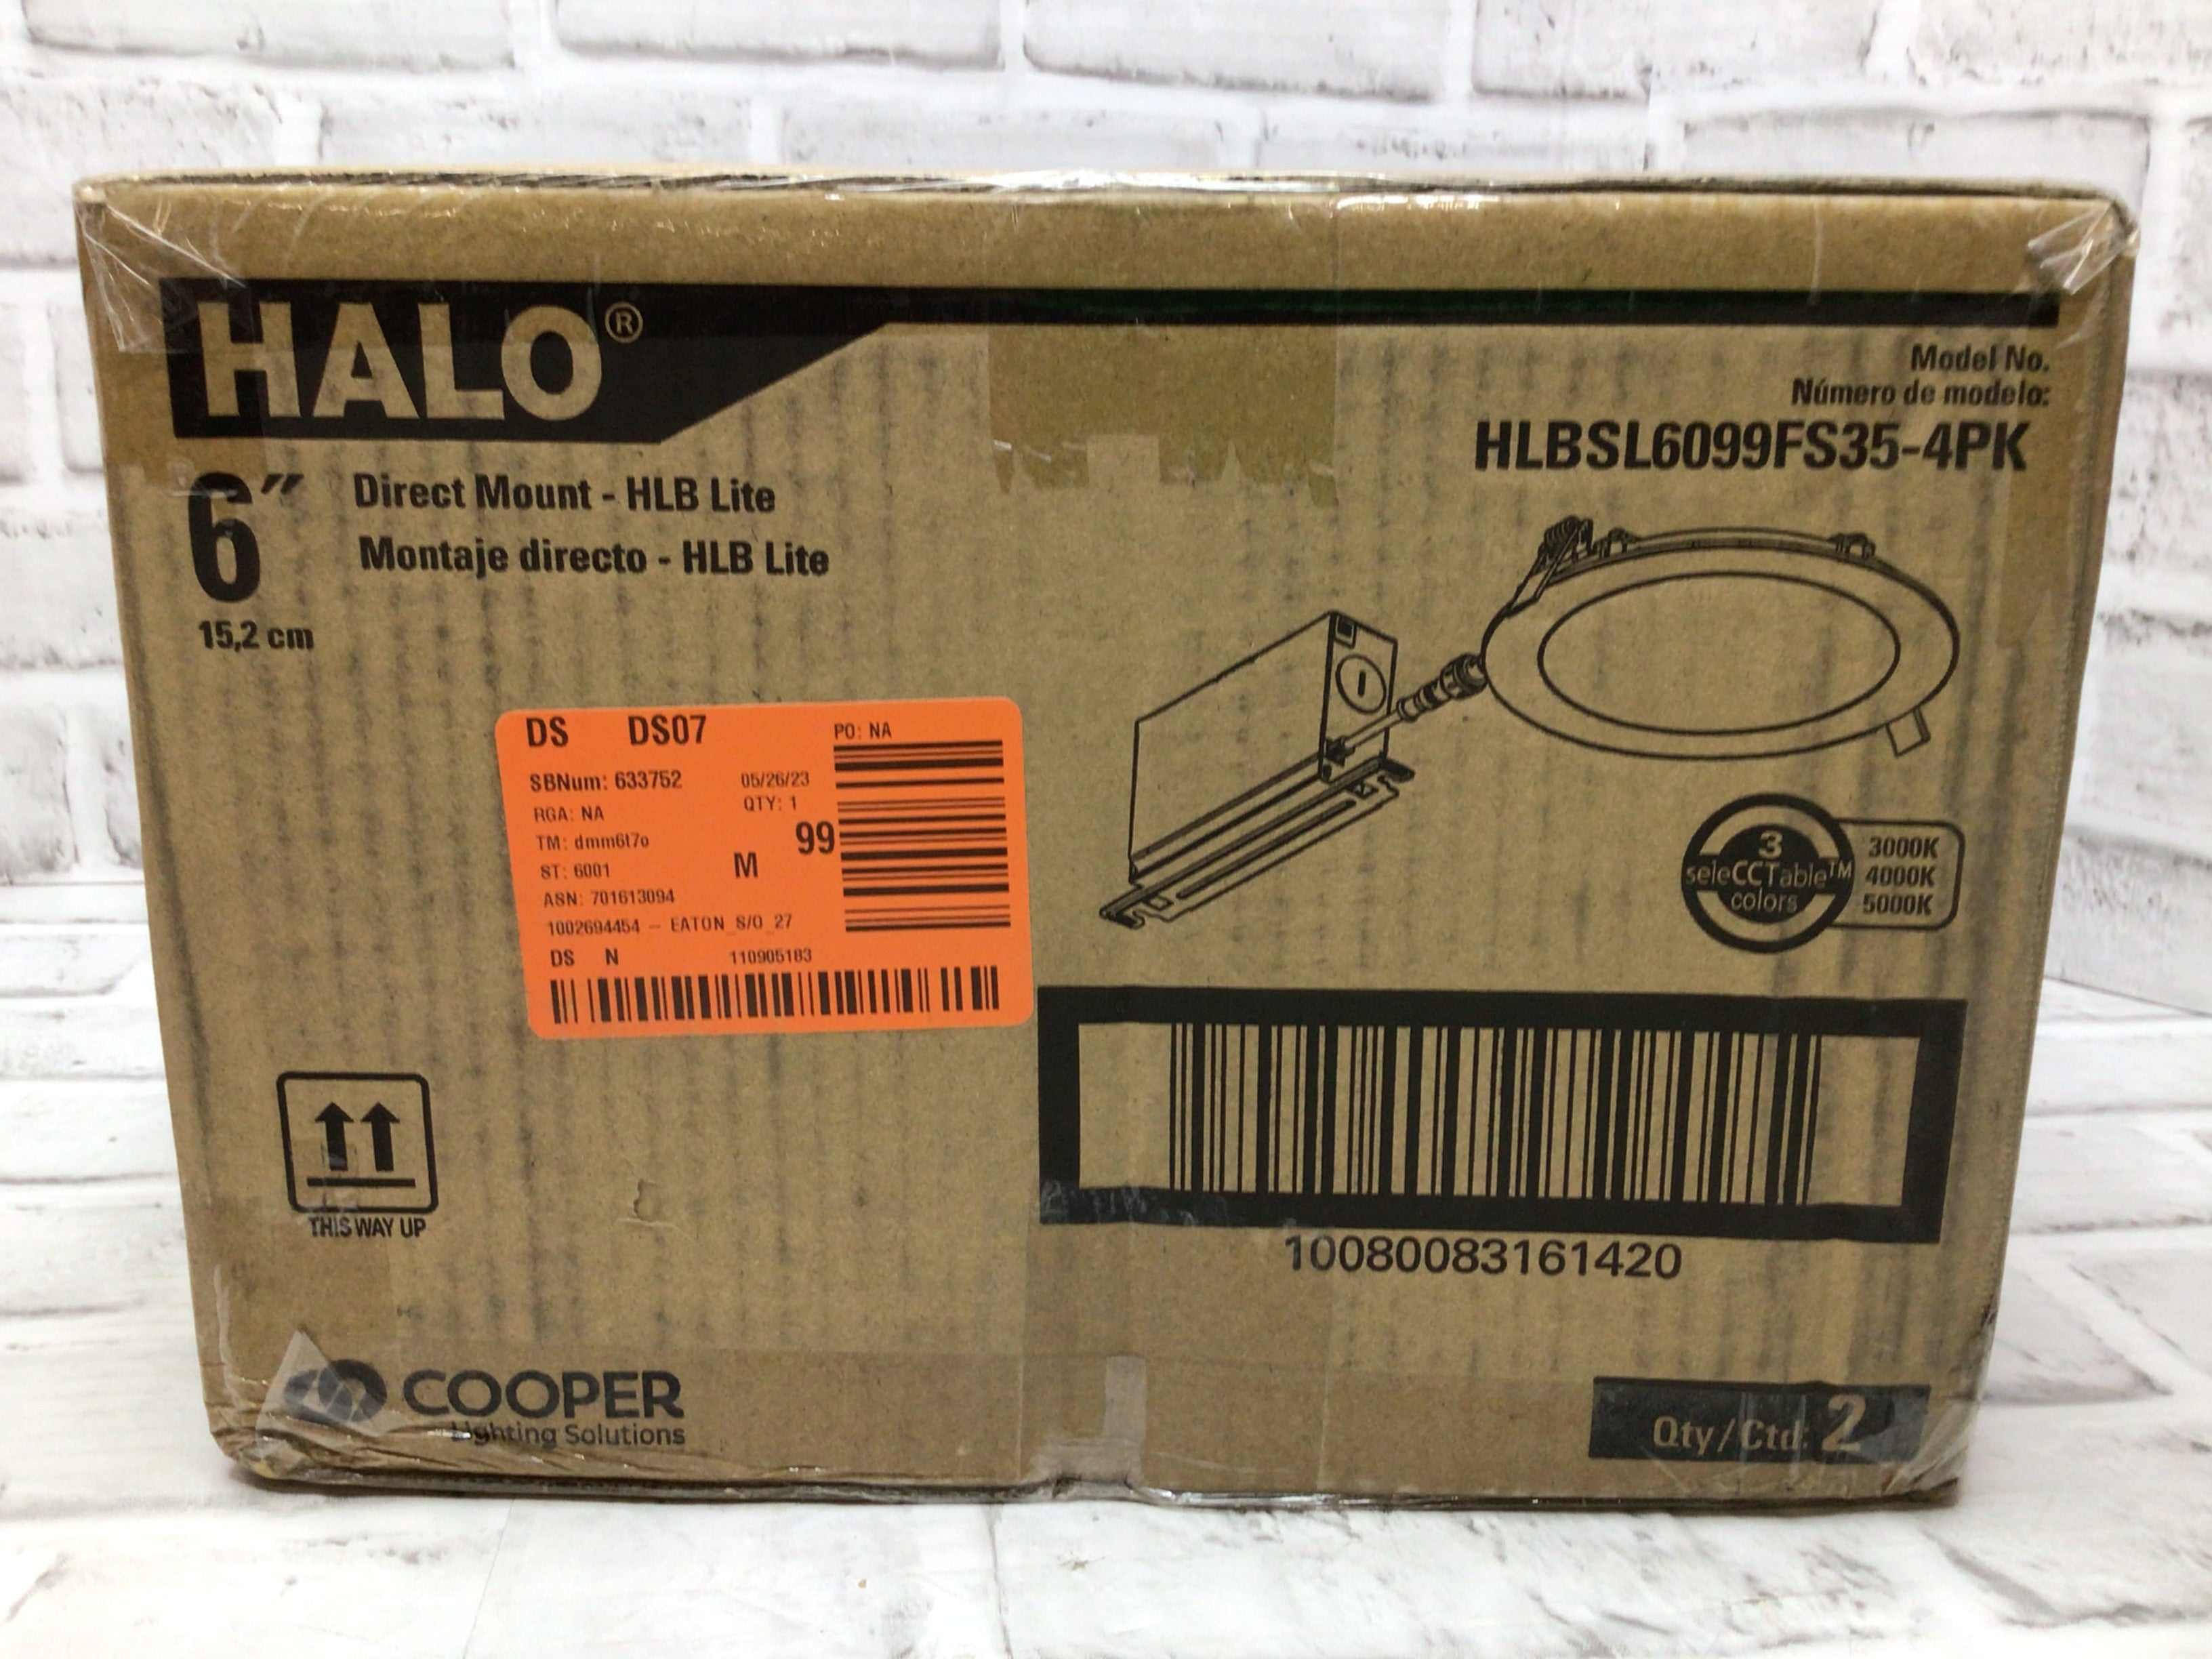 HALO®
Model No.
Número de modelo:
HLBSL6099FS35-4PK
6″
Direct Mount - HLB Lite
Montaje directo - HLB Lite
15,2 cm
DS DS07 PO: NA
SBNum: 633752 05/26/23
RGA: NA QTY: 1
TM: dmm6t7o 99
ST: 6001 M
ASN: 701613094
1002694454 - EATON_S/O_27
DS N 110905183
3
seleCCTable™
colors
3000K
4000K
5000K
THIS WAY UP
10080083161420
COOPER
Lighting Solutions
Qty / Ctd: 2